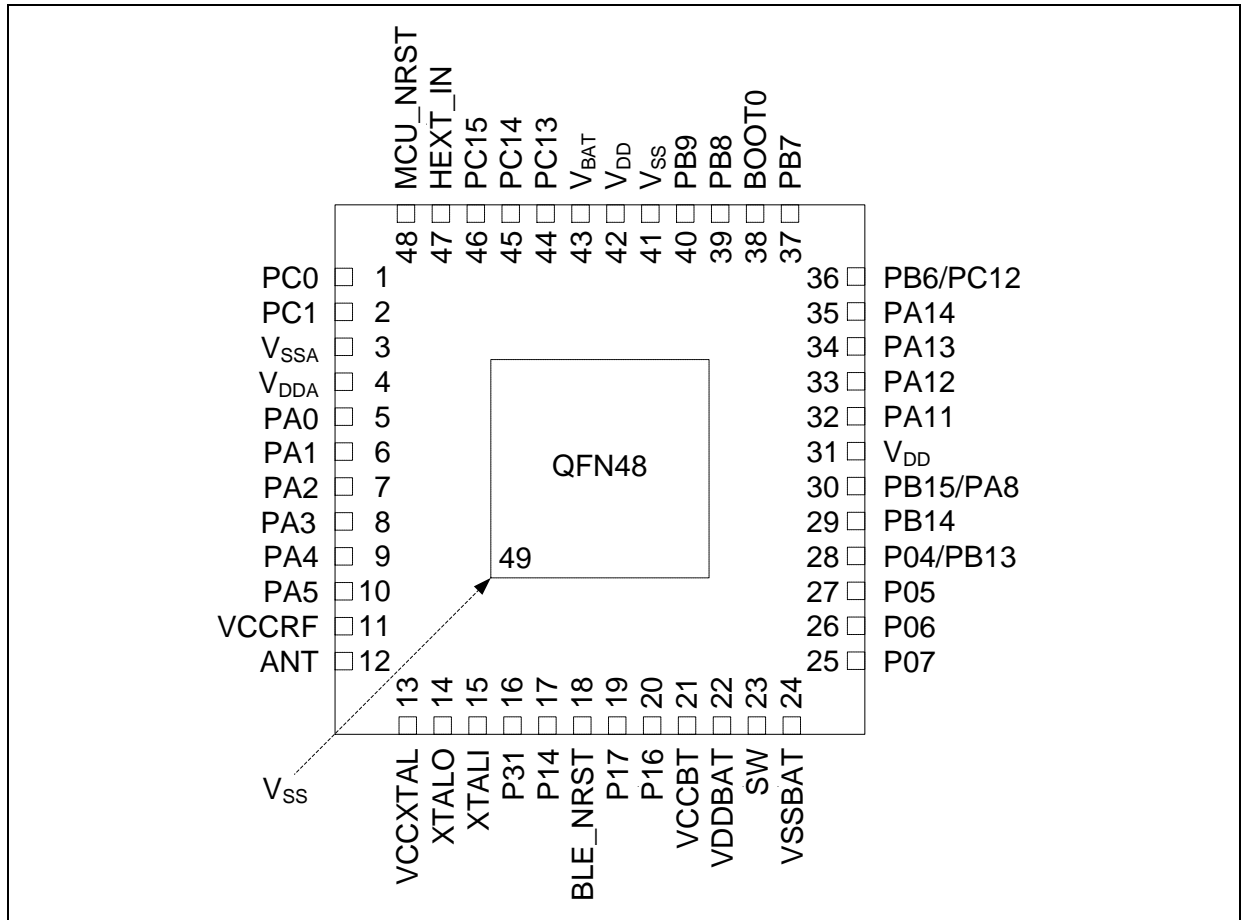 MCU_NRST
HEXT_IN
PC15
PC14
PC13
VBAT
VDD
VSS
PB9
PB8
BOOT0
PB7
48 47 46 45 44 43 42 41 40 39 38 37
PC0 1
PC1 2
VSSA 3
VDDA 4
PA0 5
PA1 6
PA2 7
PA3 8
PA4 9
PA5 10
VCCRF 11
ANT 12
QFN48
49
36 PB6/PC12
35 PA14
34 PA13
33 PA12
32 PA11
31 VDD
30 PB15/PA8
29 PB14
28 P04/PB13
27 P05
26 P06
25 P07
13 14 15 16 17 18 19 20 21 22 23 24
VCCXTAL
XTALO
XTALI
P31
P14
BLE_NRST
P17
P16
VCCBT
VDDBAT
SW
VSSBAT
VSS